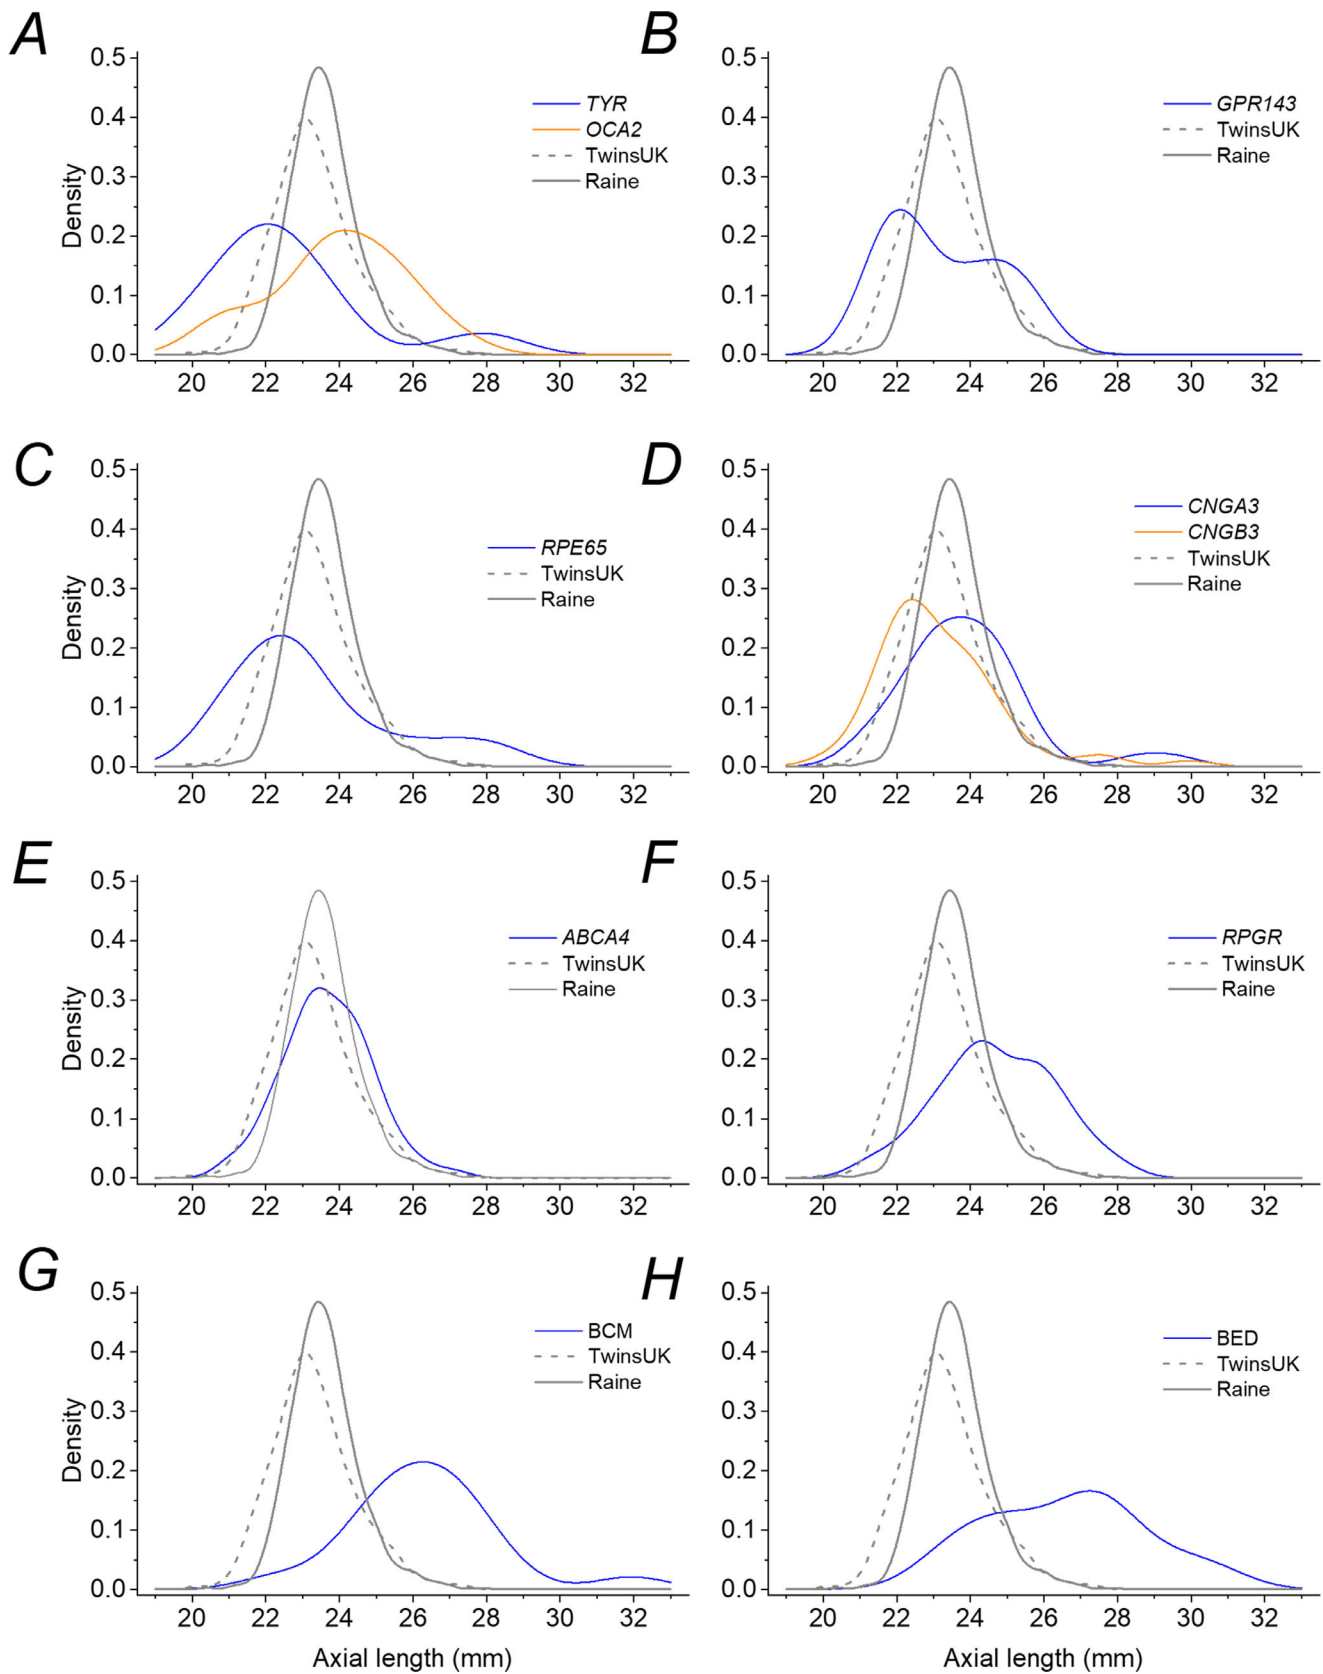 A
0.5
0.4
0.3
0.2
0.1
0.0
Density
TYR
OCA2
TwinsUK
Raine
20 22 24 26 28 30 32
B
0.5
0.4
0.3
0.2
0.1
0.0
GPR143
TwinsUK
Raine
20 22 24 26 28 30 32
C
0.5
0.4
0.3
0.2
0.1
0.0
Density
RPE65
TwinsUK
Raine
20 22 24 26 28 30 32
D
0.5
0.4
0.3
0.2
0.1
0.0
CNGA3
CNGB3
TwinsUK
Raine
20 22 24 26 28 30 32
E
0.5
0.4
0.3
0.2
0.1
0.0
Density
ABCA4
TwinsUK
Raine
20 22 24 26 28 30 32
F
0.5
0.4
0.3
0.2
0.1
0.0
RPGR
TwinsUK
Raine
20 22 24 26 28 30 32
G
0.5
0.4
0.3
0.2
0.1
0.0
Density
BCM
TwinsUK
Raine
20 22 24 26 28 30 32
Axial length (mm)
H
0.5
0.4
0.3
0.2
0.1
0.0
BED
TwinsUK
Raine
20 22 24 26 28 30 32
Axial length (mm)